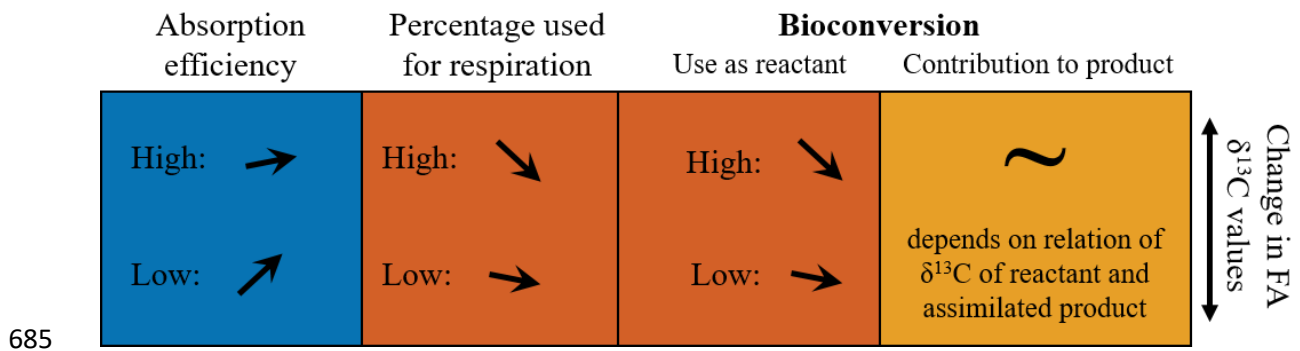 Absorption
efficiency
Percentage used
for respiration
Bioconversion
Use as reactant
Contribution to product
High:
High:
High:
~
Low:
Low:
Low:
depends on relation of
δ¹³C of reactant and
assimilated product
Change in FA
δ¹³C values
685